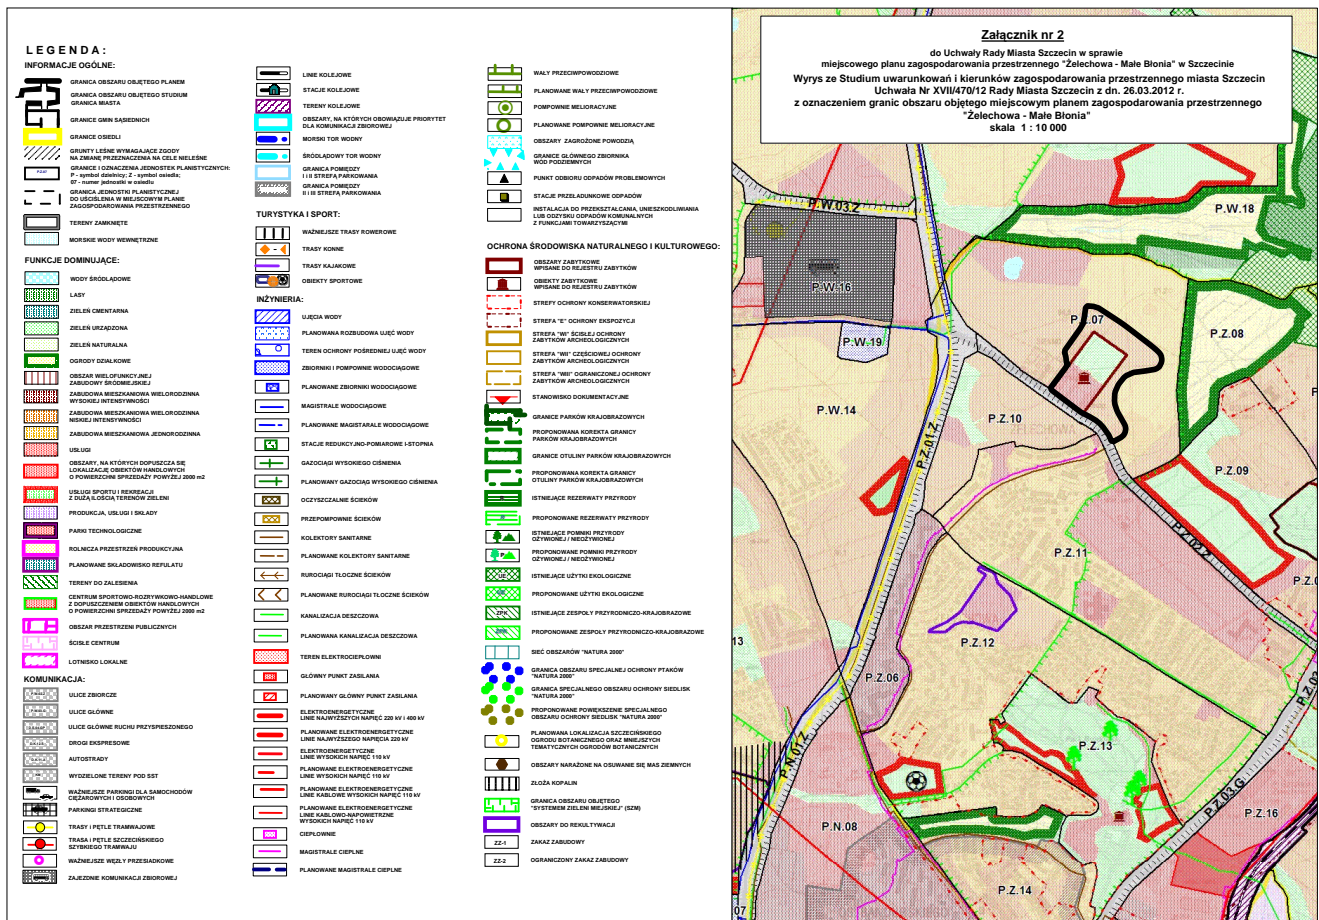 LEGENDA:
INFORMACJE OGÓLNE:
GRANICA OBSZARU OBJĘTEGO PLANEM
GRANICA OBSZARU OBJĘTEGO STUDIUM
GRANICA MIASTA
GRANICE GMIN SĄSIEDNICH
GRANICE OSIEDLI
GRUNTY LEŚNE WYMAGAJĄCE ZGODY
NA ZMIANĘ PRZEZNACZENIA NA CELE NIELEŚNE
GRANICE I OZNACZENIA JEDNOSTEK PLANISTYCZNYCH:
P - symbol dzielnicy; Z - symbol osiedla;
07 - numer jednostki w osiedlu
GRANICA JEDNOSTKI PLANISTYCZNEJ
DO UŚCIŚLENIA W MIEJSCOWYM PLANIE
ZAGOSPODAROWANIA PRZESTRZENNEGO
TERENY ZAMKNIĘTE
MORSKIE WODY WEWNĘTRZNE
FUNKCJE DOMINUJĄCE:
WODY ŚRÓDLĄDOWE
LASY
ZIELEŃ CMENTARNA
ZIELEŃ URZĄDZONA
ZIELEŃ NATURALNA
OGRODY DZIAŁKOWE
OBSZAR WIELOFUNKCYJNEJ
ZABUDOWY ŚRÓDMIEJSKIEJ
ZABUDOWA MIESZKANIOWA WIELORODZINNA
WYSOKIEJ INTENSYWNOŚCI
ZABUDOWA MIESZKANIOWA WIELORODZINNA
NISKIEJ INTENSYWNOŚCI
ZABUDOWA MIESZKANIOWA JEDNORODZINNA
USŁUGI
OBSZARY, NA KTÓRYCH DOPUSZCZA SIĘ
LOKALIZACJĘ OBIEKTÓW HANDLOWYCH
O POWIERZCHNI SPRZEDAŻY POWYŻEJ 2000 m2
USŁUGI SPORTU I REKREACJI
Z DUŻĄ ILOŚCIĄ TERENÓW ZIELENI
PRODUKCJA, USŁUGI I SKŁADY
PARKI TECHNOLOGICZNE
ROLNICZA PRZESTRZEŃ PRODUKCYJNA
PLANOWANE SKŁADOWISKO REFULATU
TERENY DO ZALESIENIA
CENTRUM SPORTOWO-ROZRYWKOWO-HANDLOWE
Z DOPUSZCZENIEM OBIEKTÓW HANDLOWYCH
O POWIERZCHNI SPRZEDAŻY POWYŻEJ 2000 m2
OBSZAR PRZESTRZENI PUBLICZNYCH
ŚCISŁE CENTRUM
LOTNISKO LOKALNE
KOMUNIKACJA:
ULICE ZBIORCZE
ULICE GŁÓWNE
ULICE GŁÓWNE RUCHU PRZYSPIESZONEGO
DROGI EKSPRESOWE
AUTOSTRADY
WYDZIELONE TERENY POD SST
WAŻNIEJSZE PARKINGI DLA SAMOCHODÓW
CIĘŻAROWYCH I OSOBOWYCH
PARKINGI STRATEGICZNE
TRASY I PĘTLE TRAMWAJOWE
TRASA I PĘTLE SZCZECIŃSKIEGO
SZYBKIEGO TRAMWAJU
WAŻNIEJSZE WĘZŁY PRZESIADKOWE
ZAJEZDNIE KOMUNIKACJI ZBIOROWEJ
LINIE KOLEJOWE
STACJE KOLEJOWE
TERENY KOLEJOWE
OBSZARY, NA KTÓRYCH OBOWIĄZUJE PRIORYTET
DLA KOMUNIKACJI ZBIOROWEJ
MORSKI TOR WODNY
ŚRÓDLĄDOWY TOR WODNY
GRANICA POMIĘDZY
I i II STREFĄ PARKOWANIA
GRANICA POMIĘDZY
II i III STREFĄ PARKOWANIA
TURYSTYKA I SPORT:
WAŻNIEJSZE TRASY ROWEROWE
TRASY KONNE
TRASY KAJAKOWE
OBIEKTY SPORTOWE
INŻYNIERIA:
UJĘCIA WODY
PLANOWANA ROZBUDOWA UJĘĆ WODY
TEREN OCHRONY POŚREDNIEJ UJĘĆ WODY
ZBIORNIKI I POMPOWNIE WODOCIĄGOWE
PLANOWANE ZBIORNIKI WODOCIĄGOWE
MAGISTRALE WODOCIĄGOWE
PLANOWANE MAGISTARALE WODOCIĄGOWE
STACJE REDUKCYJNO-POMIAROWE I-STOPNIA
GAZOCIĄGI WYSOKIEGO CIŚNIENIA
PLANOWANY GAZOCIĄG WYSOKIEGO CIŚNIENIA
OCZYSZCZALNIE ŚCIEKÓW
PRZEPOMPOWNIE ŚCIEKÓW
KOLEKTORY SANITARNE
PLANOWANE KOLEKTORY SANITARNE
RUROCIĄGI TŁOCZNE ŚCIEKÓW
PLANOWANE RUROCIĄGI TŁOCZNE ŚCIEKÓW
KANALIZACJA DESZCZOWA
PLANOWANA KANALIZACJA DESZCZOWA
TEREN ELEKTROCIEPŁOWNI
GŁÓWNY PUNKT ZASILANIA
PLANOWANY GŁÓWNY PUNKT ZASILANIA
ELEKTROENERGETYCZNE
LINIE NAJWYŻSZYCH NAPIĘĆ 220 kV i 400 kV
PLANOWANE ELEKTROENERGETYCZNE
LINIE NAJWYŻSZEGO NAPIĘCIA 220 kV
ELEKTROENERGETYCZNE
LINIE WYSOKICH NAPIĘĆ 110 kV
PLANOWANE ELEKTROENERGETYCZNE
LINIE WYSOKICH NAPIĘĆ 110 kV
PLANOWANE ELEKTROENERGETYCZNE
LINIE KABLOWE WYSOKICH NAPIĘĆ 110 kV
PLANOWANE ELEKTROENERGETYCZNE
LINIE KABLOWO-NAPOWIETRZNE
WYSOKICH NAPIĘĆ 110 kV
CIEPŁOWNIE
MAGISTRALE CIEPLNE
PLANOWANE MAGISTRALE CIEPLNE
WAŁY PRZECIWPOWODZIOWE
PLANOWANE WAŁY PRZECIWPOWODZIOWE
POMPOWNIE MELIORACYJNE
PLANOWANE POMPOWNIE MELIORACYJNE
OBSZARY ZAGROŻONE POWODZIĄ
GRANICE GŁÓWNEGO ZBIORNIKA
WÓD PODZIEMNYCH
PUNKT ODBIORU ODPADÓW PROBLEMOWYCH
STACJE PRZEŁADUNKOWE ODPADÓW
INSTALACJA DO PRZEKSZTAŁCANIA, UNIESZKODLIWIANIA
LUB ODZYSKU ODPADÓW KOMUNALNYCH
Z FUNKCJAMI TOWARZYSZĄCYMI
OCHRONA ŚRODOWISKA NATURALNEGO I KULTUROWEGO:
OBSZARY ZABYTKOWE
WPISANE DO REJESTRU ZABYTKÓW
OBIEKTY ZABYTKOWE
WPISANE DO REJESTRU ZABYTKÓW
STREFY OCHRONY KONSERWATORSKIEJ
STREFA "E" OCHRONY EKSPOZYCJI
STREFA "WI" ŚCISŁEJ OCHRONY
ZABYTKÓW ARCHEOLOGICZNYCH
STREFA "WII" CZĘŚCIOWEJ OCHRONY
ZABYTKÓW ARCHEOLOGICZNYCH
STREFA "WIII" OGRANICZONEJ OCHRONY
ZABYTKÓW ARCHEOLOGICZNYCH
STANOWISKO DOKUMENTACYJNE
GRANICE PARKÓW KRAJOBRAZOWYCH
PROPONOWANA KOREKTA GRANICY
PARKÓW KRAJOBRAZOWYCH
GRANICE OTULINY PARKÓW KRAJOBRAZOWYCH
PROPONOWANA KOREKTA GRANICY
OTULINY PARKÓW KRAJOBRAZOWYCH
ISTNIEJĄCE REZERWATY PRZYRODY
PROPONOWANE REZERWATY PRZYRODY
ISTNIEJĄCE POMNIKI PRZYRODY
OŻYWIONEJ / NIEOŻYWIONEJ
PROPONOWANE POMNIKI PRZYRODY
OŻYWIONEJ / NIEOŻYWIONEJ
ISTNIEJĄCE UŻYTKI EKOLOGICZNE
PROPONOWANE UŻYTKI EKOLOGICZNE
ISTNIEJĄCE ZESPOŁY PRZYRODNICZO-KRAJOBRAZOWE
PROPONOWANE ZESPOŁY PRZYRODNICZO-KRAJOBRAZOWE
SIEĆ OBSZARÓW "NATURA 2000"
GRANICA OBSZARU SPECJALNEJ OCHRONY PTAKÓW
"NATURA 2000"
GRANICA SPECJALNEGO OBSZARU OCHRONY SIEDLISK
"NATURA 2000"
PROPONOWANE POWIĘKSZENIE SPECJALNEGO
OBSZARU OCHRONY SIEDLISK "NATURA 2000"
PLANOWANA LOKALIZACJA SZCZECIŃSKIEGO
OGRODU BOTANICZNEGO ORAZ MNIEJSZYCH
TEMATYCZNYCH OGRODÓW BOTANICZNYCH
OBSZARY NARAŻONE NA OSUWANIE SIĘ MAS ZIEMNYCH
ZŁOŻA KOPALIN
GRANICA OBSZARU OBJĘTEGO
"SYSTEMEM ZIELENI MIEJSKIEJ" (SZM)
OBSZARY DO REKULTYWACJI
ZZ-1 ZAKAZ ZABUDOWY
ZZ-2 OGRANICZONY ZAKAZ ZABUDOWY
Załącznik nr 2
do Uchwały Rady Miasta Szczecin w sprawie
miejscowego planu zagospodarowania przestrzennego "Żelechowa - Małe Błonia" w Szczecinie
Wyrys ze Studium uwarunkowań i kierunków zagospodarowania przestrzennego miasta Szczecin
Uchwała Nr XVII/470/12 Rady Miasta Szczecin z dn. 26.03.2012 r.
z oznaczeniem granic obszaru objętego miejscowym planem zagospodarowania przestrzennego
"Żelechowa - Małe Błonia"
skala 1 : 10 000
P.W.03.Z
P.W.18
P.W.16
P.Z.07
P.Z.08
P.W.19
P.W.14
P.Z.10
P.Z.01.Z
P.Z.09
P.Z.02.Z
P.Z.11
P.Z.12
13
P.Z.06
P.N.01.Z
P.Z.13
P.Z.03.G
P.Z.16
P.N.08
P.Z.14
07